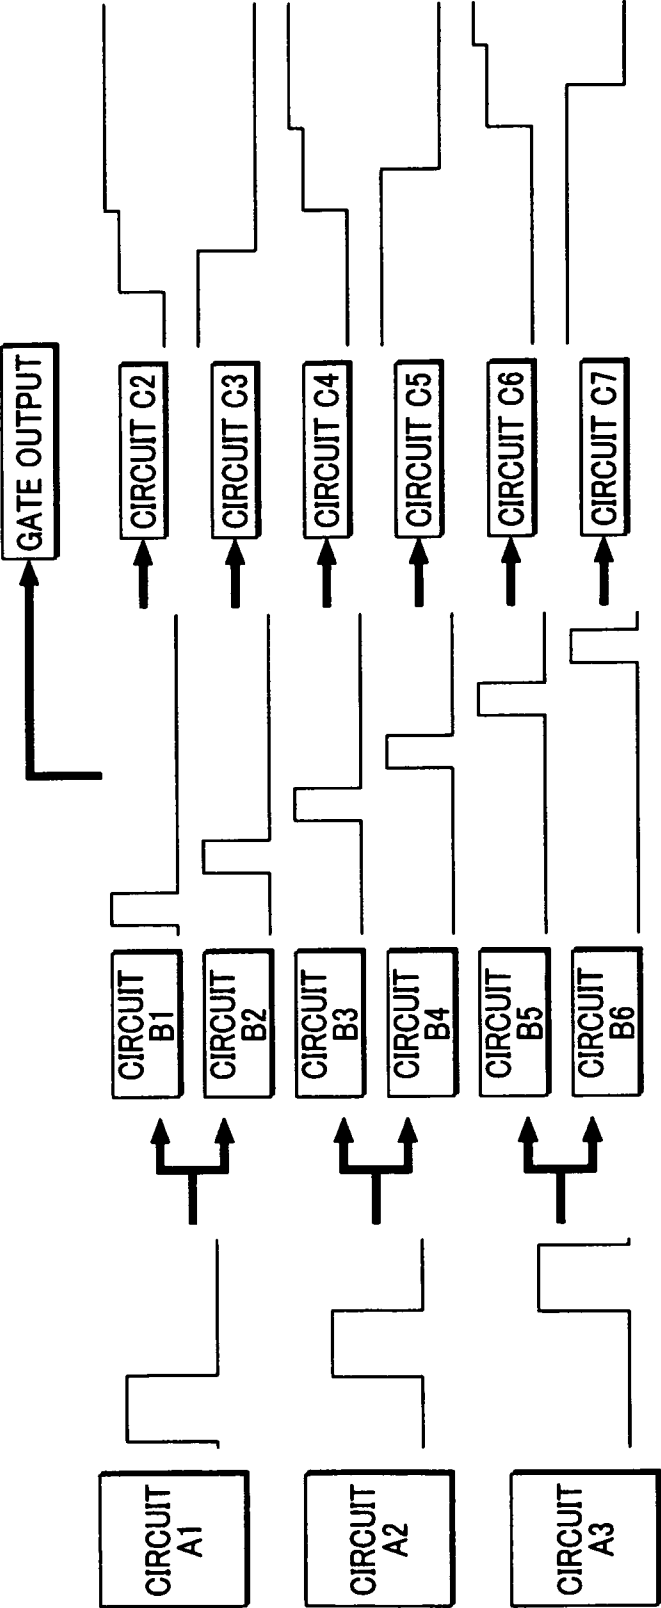 GATE OUTPUT
CIRCUIT
A1
CIRCUIT
B1
CIRCUIT C2
CIRCUIT
B2
CIRCUIT C3
CIRCUIT
A2
CIRCUIT
B3
CIRCUIT C4
CIRCUIT
B4
CIRCUIT C5
CIRCUIT
A3
CIRCUIT
B5
CIRCUIT C6
CIRCUIT
B6
CIRCUIT C7